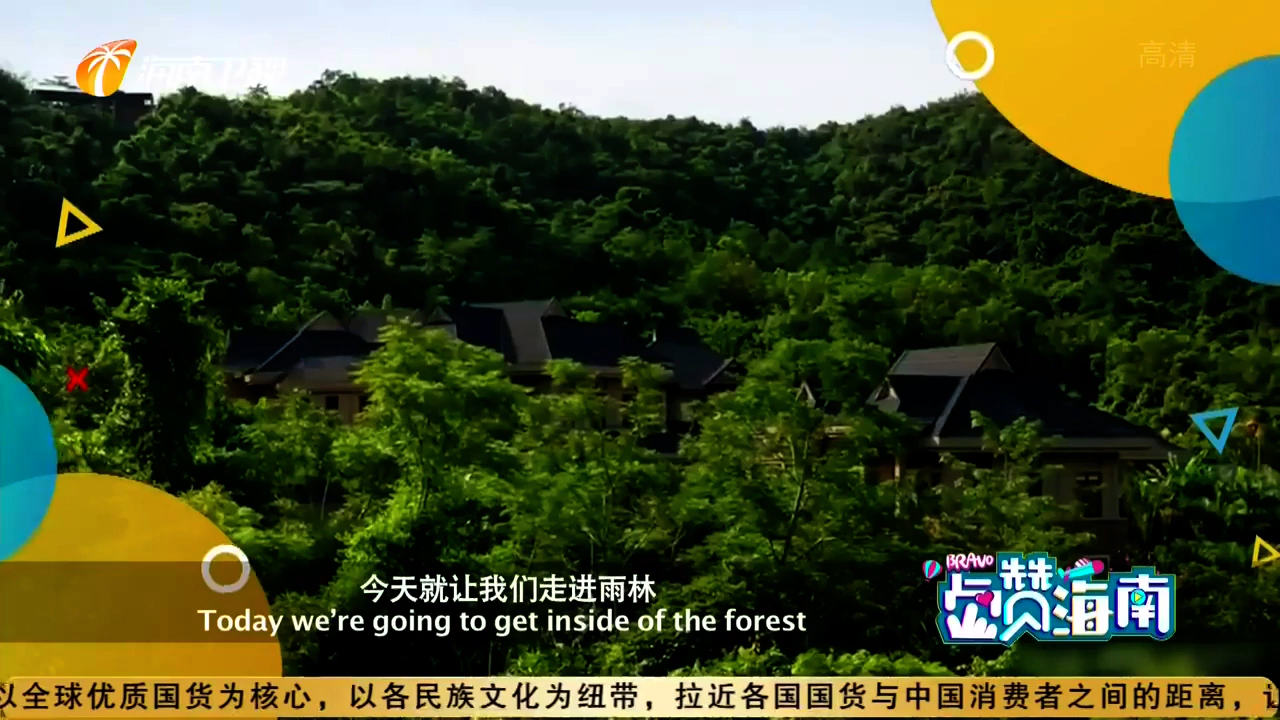 海南卫视
高清
今天就让我们走进雨林
Today we're going to get inside of the forest
BRAVO
点赞海南
以全球优质国货为核心，以各民族文化为纽带，拉近各国国货与中国消费者之间的距离，让